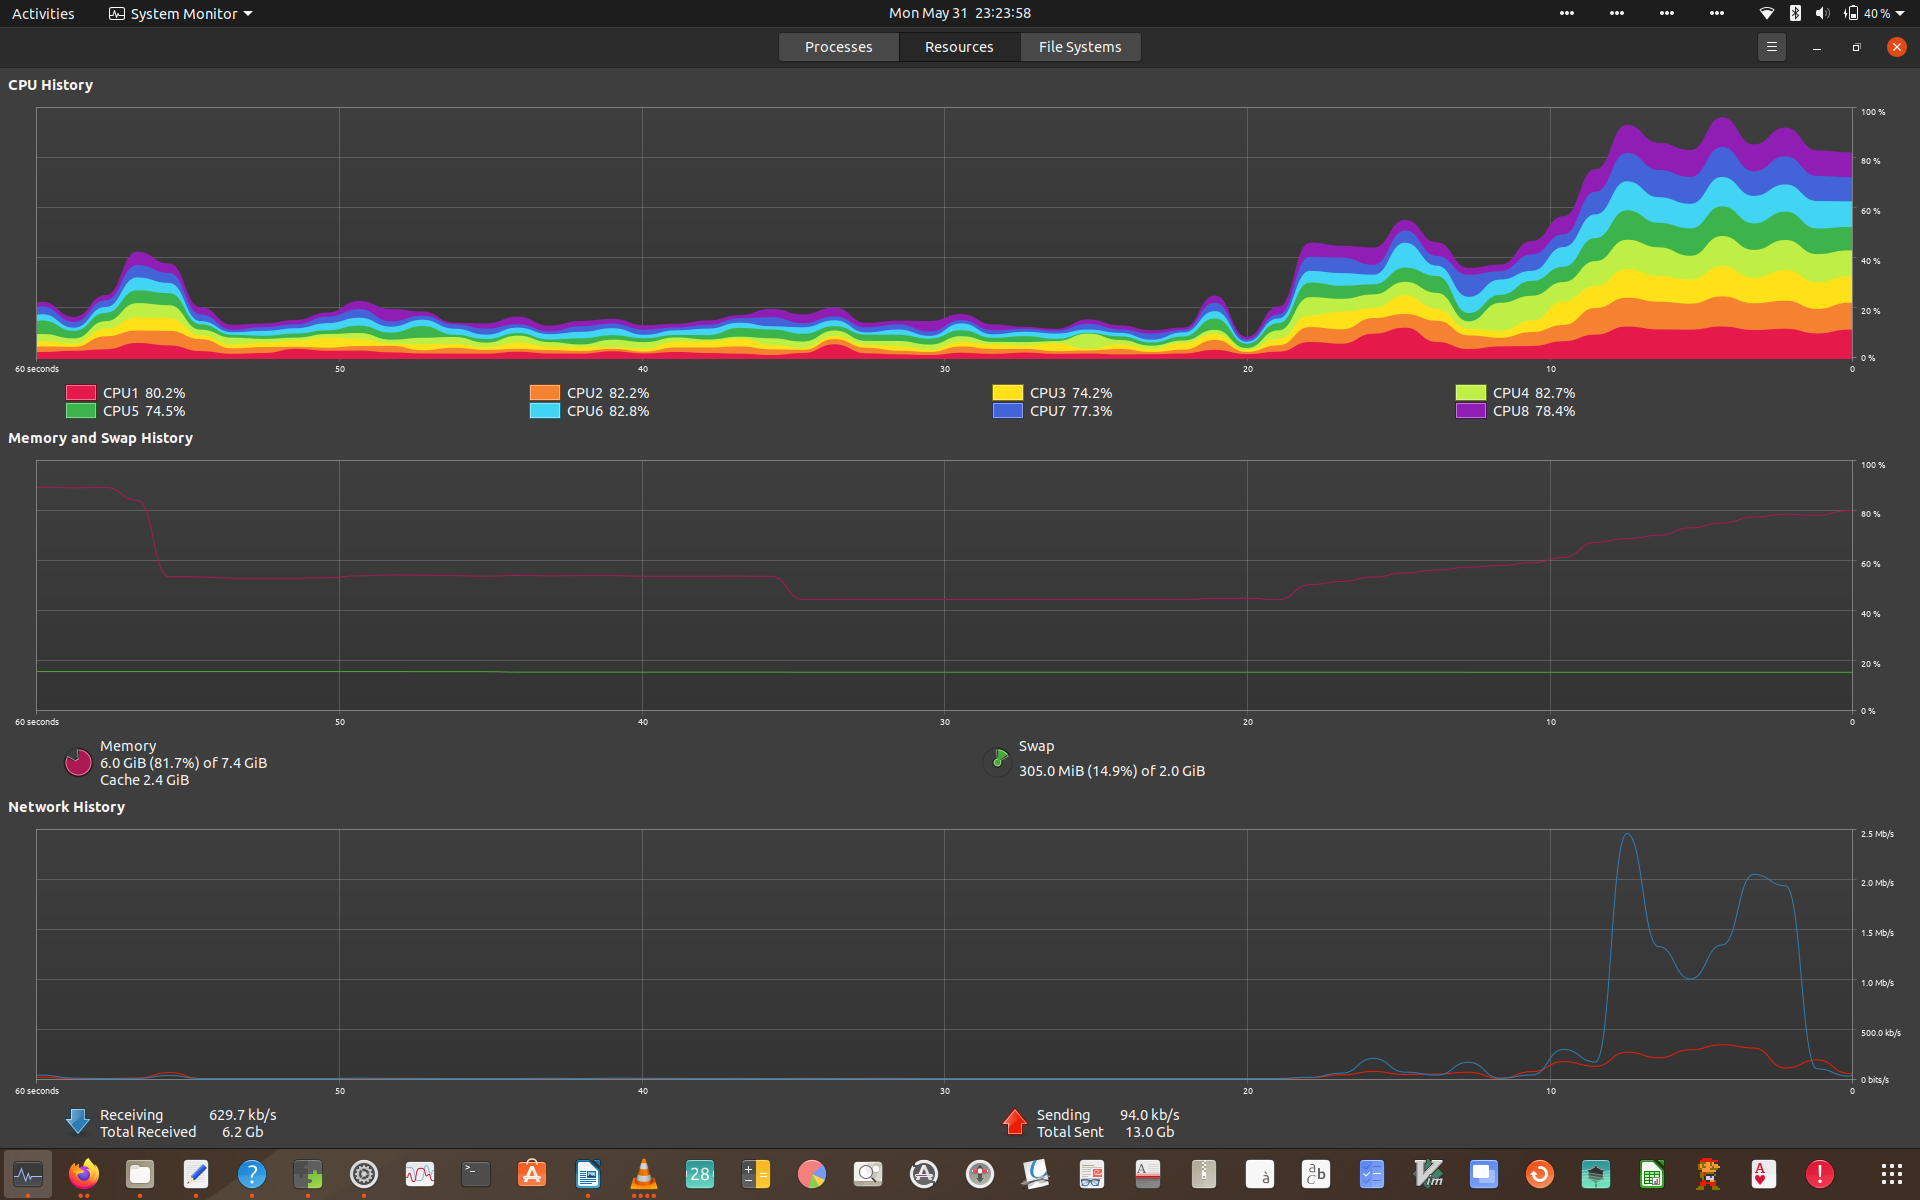 Activities System Monitor Mon May 31 23:23:58 40 %
Processes Resources File Systems
CPU History
100 %
80 %
60 %
40 %
20 %
0 %
60 seconds 50 40 30 20 10 0
CPU1 80.2% CPU2 82.2% CPU3 74.2% CPU4 82.7%
CPU5 74.5% CPU6 82.8% CPU7 77.3% CPU8 78.4%
Memory and Swap History
100 %
80 %
60 %
40 %
20 %
0 %
60 seconds 50 40 30 20 10 0
Memory
6.0 GiB (81.7%) of 7.4 GiB
Cache 2.4 GiB
Swap
305.0 MiB (14.9%) of 2.0 GiB
Network History
2.5 Mb/s
2.0 Mb/s
1.5 Mb/s
1.0 Mb/s
500.0 kb/s
0 bits/s
60 seconds 50 40 30 20 10 0
Receiving 629.7 kb/s
Total Received 6.2 Gb
Sending 94.0 kb/s
Total Sent 13.0 Gb
28